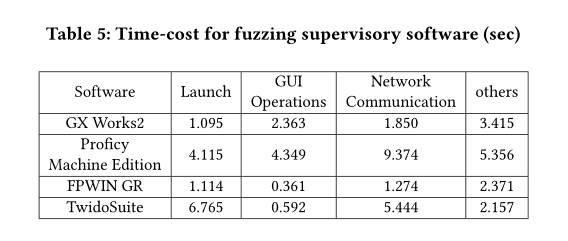 Table 5: Time-cost for fuzzing supervisory software (sec)
Software Launch GUI Operations Network Communication others
GX Works2 1.095 2.363 1.850 3.415
Proficy Machine Edition 4.115 4.349 9.374 5.356
FPWIN GR 1.114 0.361 1.274 2.371
TwidoSuite 6.765 0.592 5.444 2.157